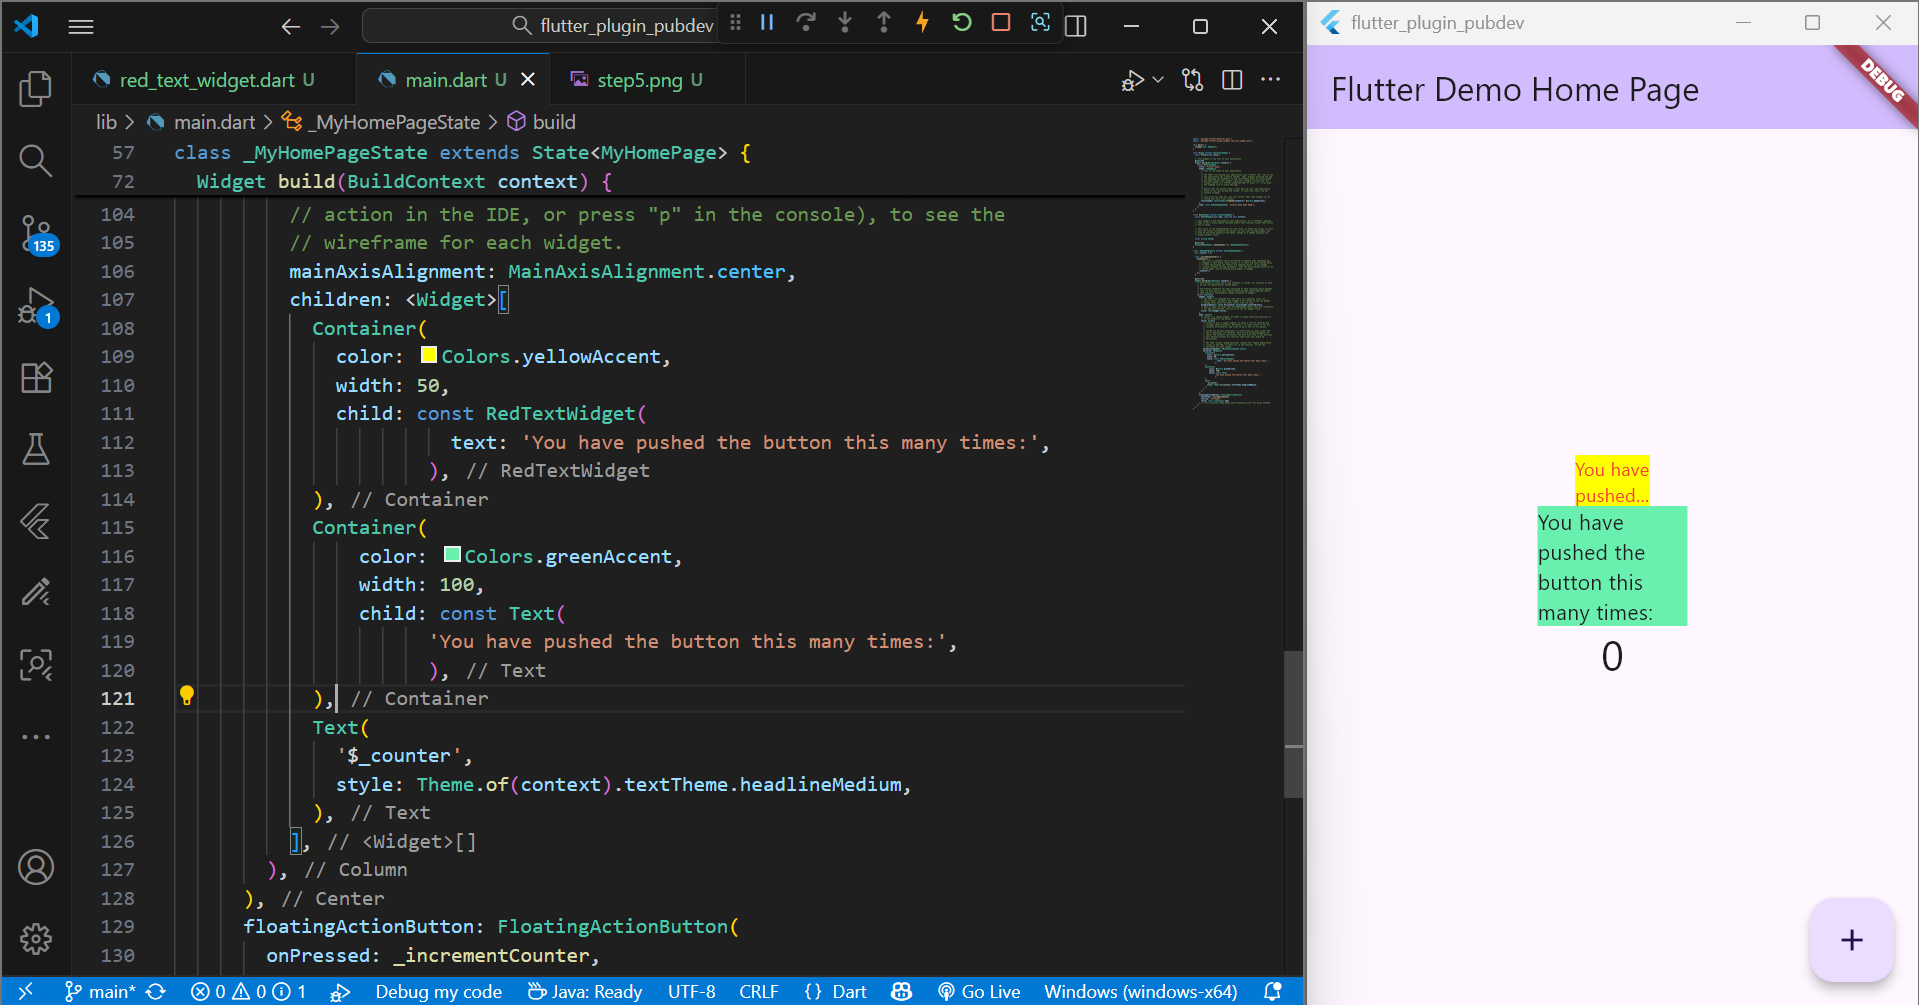 flutter_plugin_pubdev
red_text_widget.dart U
main.dart U
step5.png U
lib > main.dart > _MyHomePageState > build
57 class _MyHomePageState extends State<MyHomePage> {
72 Widget build(BuildContext context) {
104 // action in the IDE, or press "p" in the console), to see the
105 // wireframe for each widget.
106 mainAxisAlignment: MainAxisAlignment.center,
107 children: <Widget>[
108 Container(
109 color: Colors.yellowAccent,
110 width: 50,
111 child: const RedTextWidget(
112 text: 'You have pushed the button this many times:',
113 ), // RedTextWidget
114 ), // Container
115 Container(
116 color: Colors.greenAccent,
117 width: 100,
118 child: const Text(
119 'You have pushed the button this many times:',
120 ), // Text
121 ), // Container
122 Text(
123 '$_counter',
124 style: Theme.of(context).textTheme.headlineMedium,
125 ), // Text
126 ], // <Widget>[]
127 ), // Column
128 ), // Center
129 floatingActionButton: FloatingActionButton(
130 onPressed: _incrementCounter,
135
1
main* 0 0 1 Debug my code Java: Ready UTF-8 CRLF {} Dart Go Live Windows (windows-x64)
flutter_plugin_pubdev
Flutter Demo Home Page
DEBUG
You have
pushed...
You have
pushed the
button this
many times:
0
+